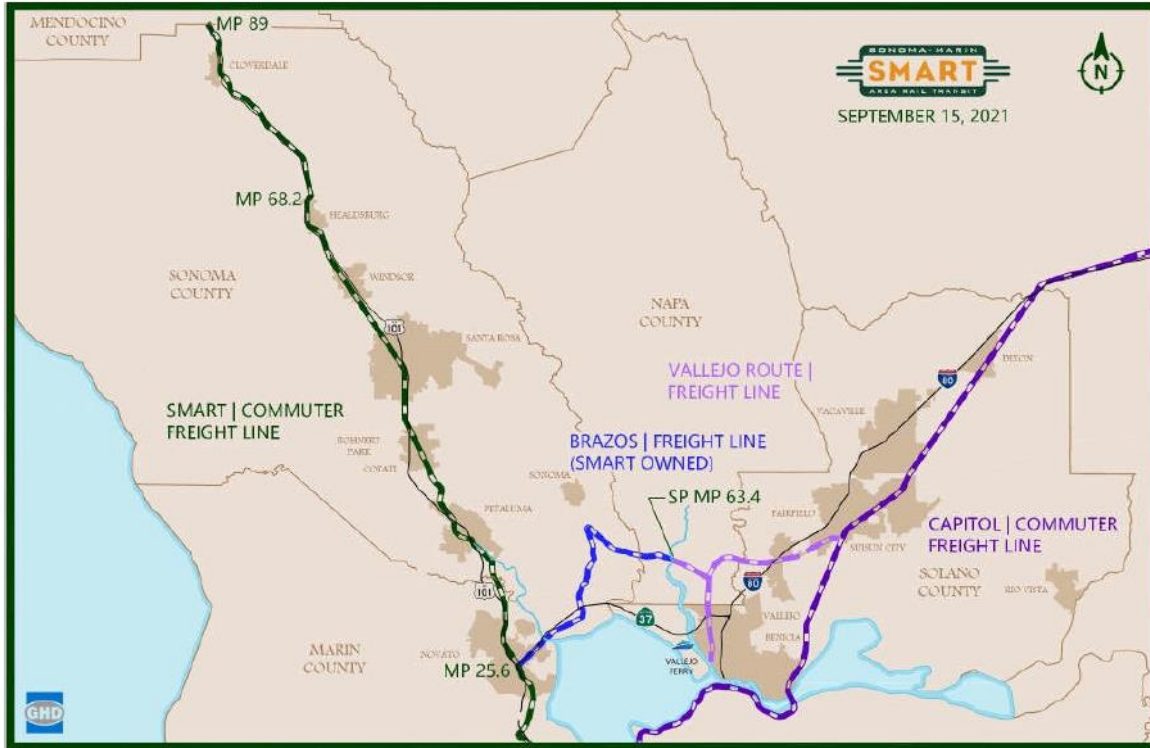 MENDOCINO
COUNTY
MP 89
CLOVERDALE
SONOMA-MARIN
SMART
AREA RAIL TRANSIT
N
SEPTEMBER 15, 2021
MP 68.2
HEALDSBURG
SONOMA
COUNTY
WINDSOR
101
SANTA ROSA
NAPA
COUNTY
DIXON
80
VALLEJO ROUTE |
FREIGHT LINE
VACAVILLE
SMART | COMMUTER
FREIGHT LINE
ROHNERT
PARK
COTATI
BRAZOS | FREIGHT LINE
(SMART OWNED)
SONOMA
SP MP 63.4
PETALUMA
FAIRFIELD
SUISUN CITY
CAPITOL | COMMUTER
FREIGHT LINE
SOLANO
COUNTY
RIO VISTA
101
80
37
VALLEJO
BENICIA
MARIN
COUNTY
NOVATO
VALLEJO
FERRY
MP 25.6
GHD